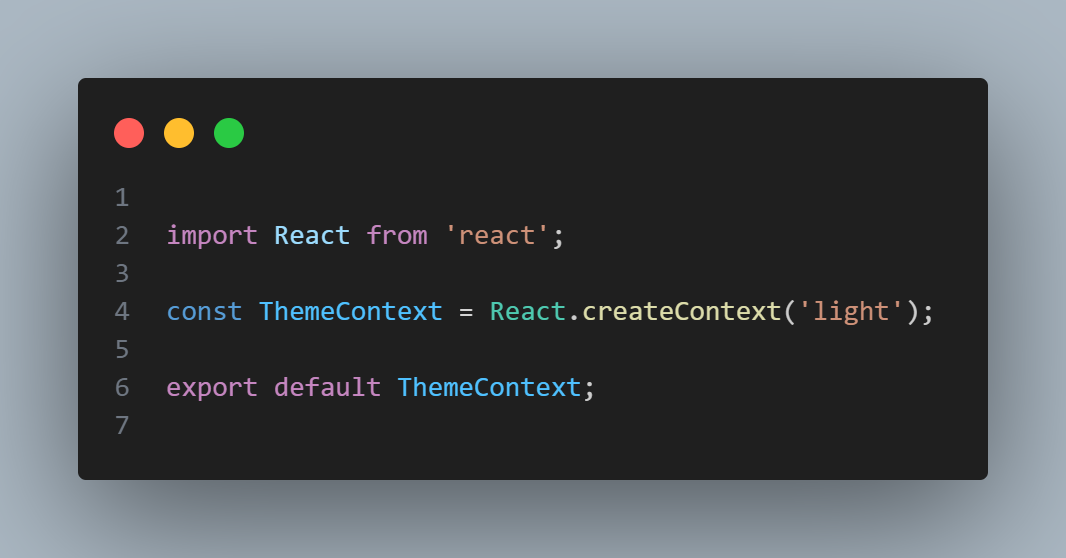 1
2 import React from 'react';
3
4 const ThemeContext = React.createContext('light');
5
6 export default ThemeContext;
7